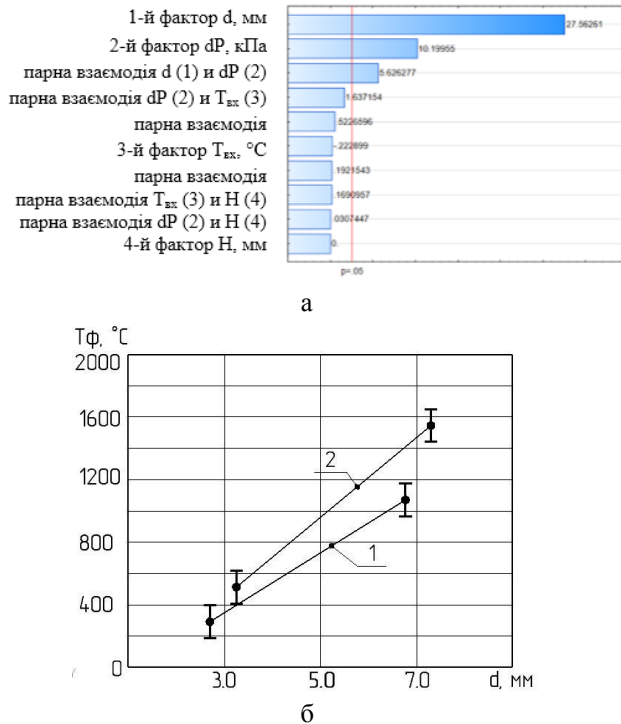 1-й фактор d, мм
27.56261
2-й фактор dP, кПа
10.19955
парна взаємодія d (1) и dP (2)
5.626277
парна взаємодія dP (2) и Tвх (3)
1.637154
парна взаємодія
.5226596
3-й фактор Tвх, °C
-.222899
парна взаємодія
.1921543
парна взаємодія Tвх (3) и H (4)
.1690957
парна взаємодія dP (2) и H (4)
.0307447
4-й фактор H, мм
0.
p=.05
а
Тф, °C
2000
1600
1200
800
400
0
2
1
3.0
5.0
7.0
d, мм
б